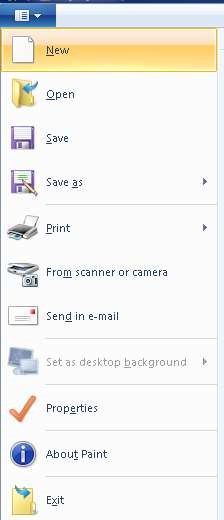 New
Open
Save
Save as
Print
From scanner or camera
Send in e-mail
Set as desktop background
Properties
About Paint
Exit